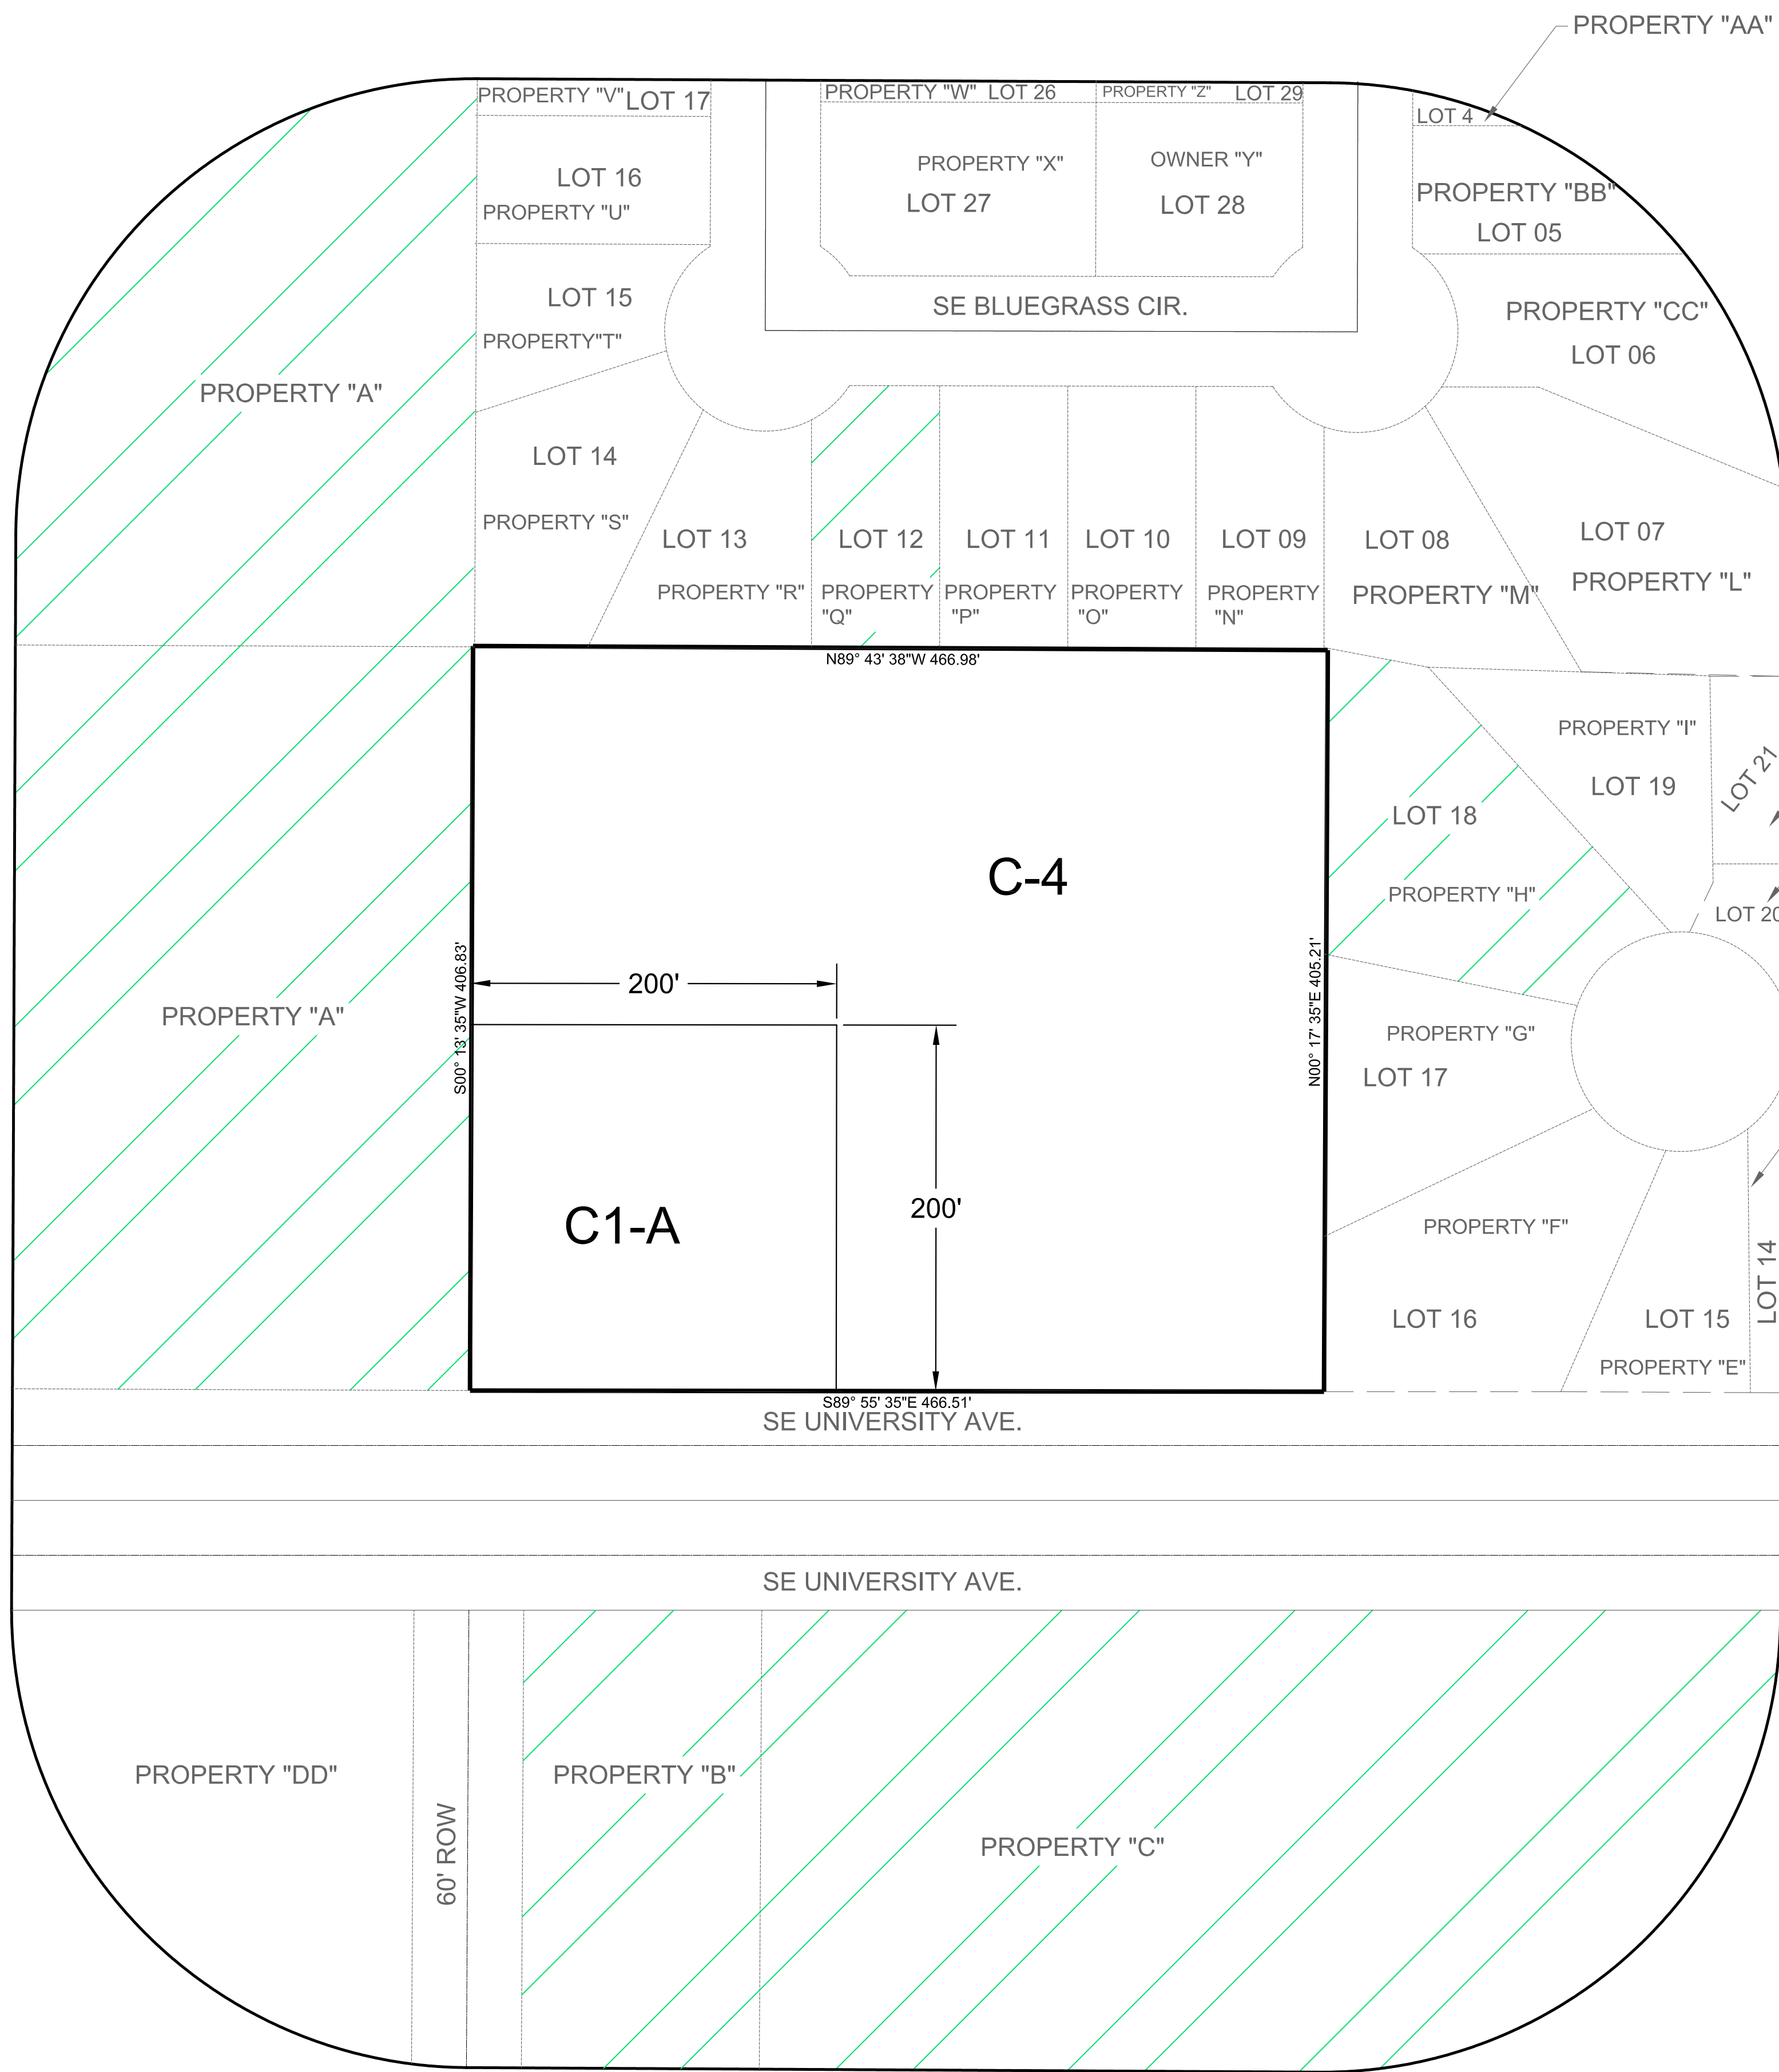 PROPERTY "AA"
PROPERTY "V" LOT 17
PROPERTY "W" LOT 26
PROPERTY "Z" LOT 29
LOT 4
LOT 16
PROPERTY "U"
PROPERTY "X"
LOT 27
OWNER "Y"
LOT 28
PROPERTY "BB"
LOT 05
LOT 15
PROPERTY"T"
SE BLUEGRASS CIR.
PROPERTY "CC"
LOT 06
PROPERTY "A"
LOT 14
PROPERTY "S"
LOT 13
PROPERTY "R"
LOT 12
PROPERTY
"Q"
LOT 11
PROPERTY
"P"
LOT 10
PROPERTY
"O"
LOT 09
PROPERTY
"N"
LOT 08
PROPERTY "M"
LOT 07
PROPERTY "L"
N89° 43' 38"W 466.98'
PROPERTY "I"
LOT 19
LOT 21
LOT 18
PROPERTY "H"
LOT 20
C-4
S00° 13' 35"W 406.83'
200'
N00° 17' 35"E 405.21'
PROPERTY "A"
PROPERTY "G"
LOT 17
200'
C1-A
PROPERTY "F"
LOT 16
LOT 15
PROPERTY "E"
LOT 14
S89° 55' 35"E 466.51'
SE UNIVERSITY AVE.
SE UNIVERSITY AVE.
PROPERTY "DD"
60' ROW
PROPERTY "B"
PROPERTY "C"